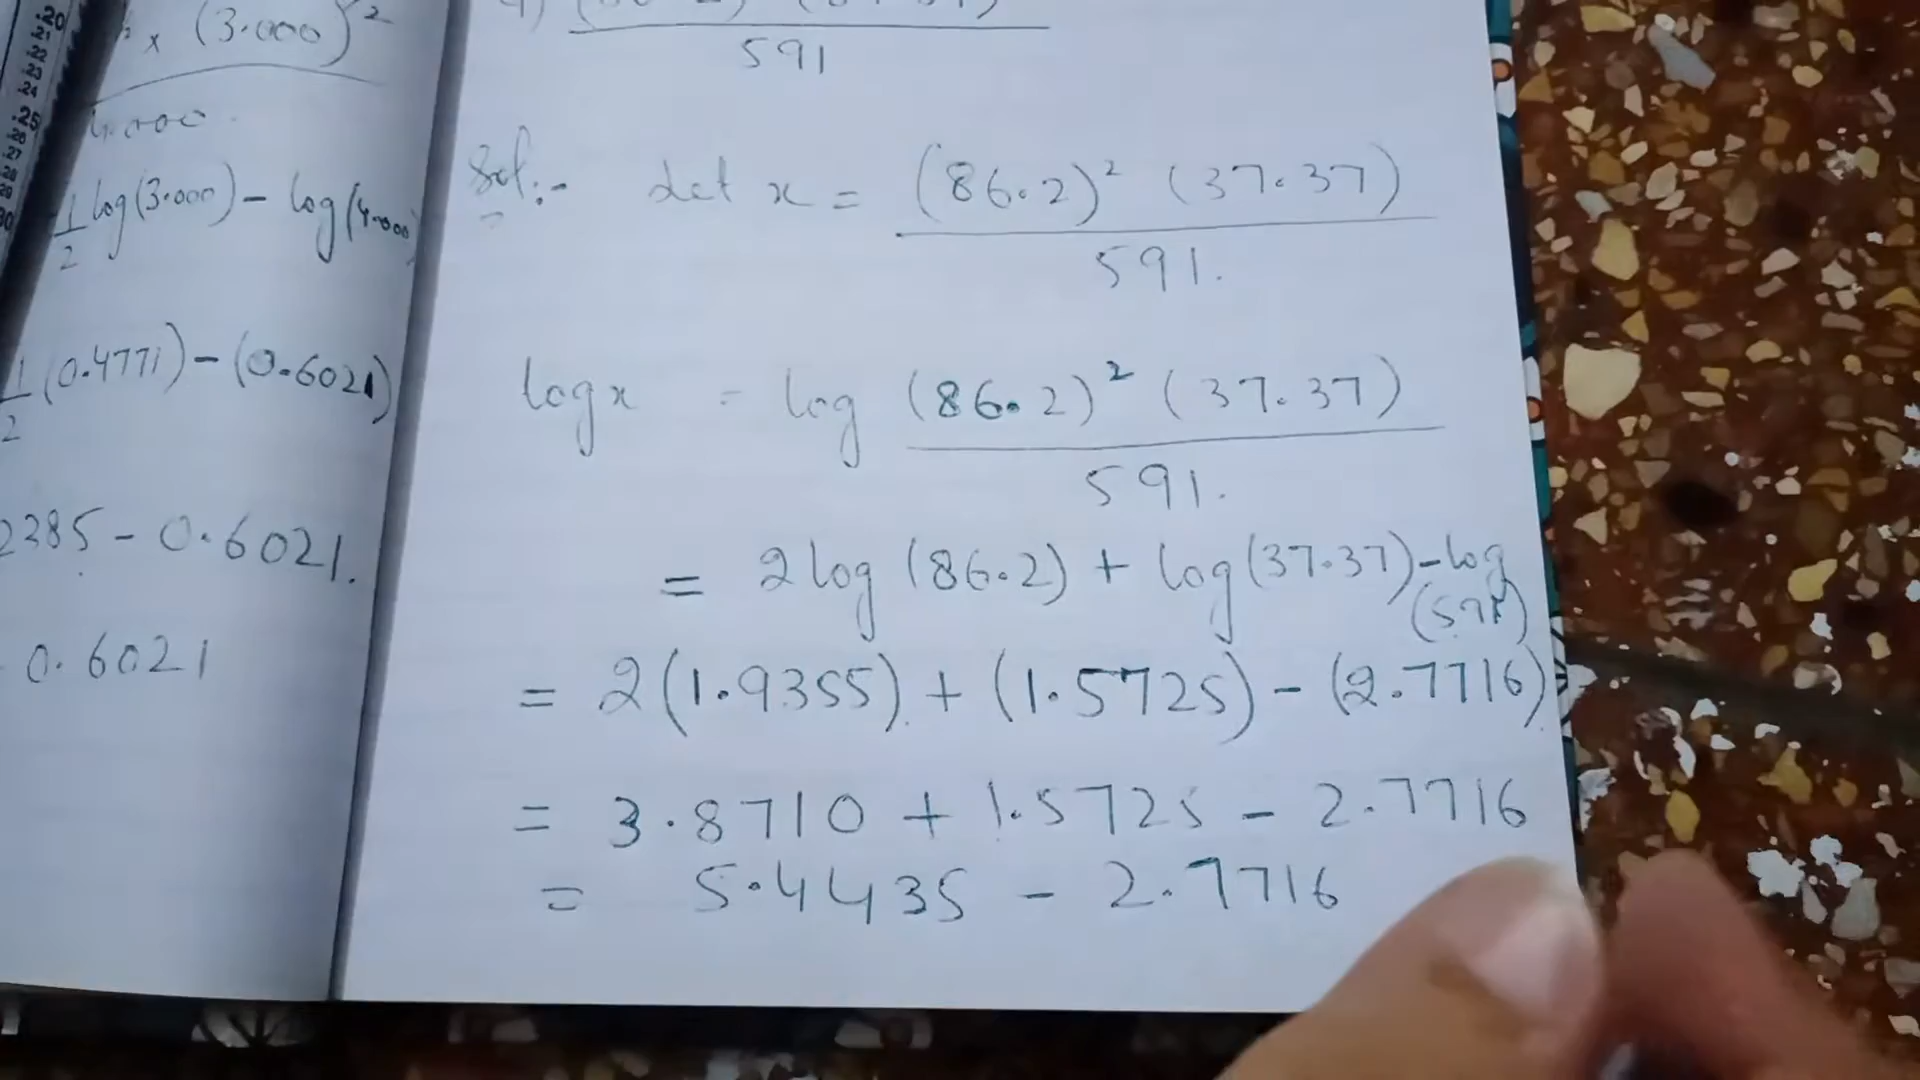 x (3.000)²
4.000.
1/2 log(3.000) - log(4.000)
1/2 (0.4771) - (0.6021)
2385 - 0.6021.
0.6021
591
Sol:- Let x = (86.2)² (37.37)
591.
log x = log (86.2)² (37.37)
591.
= 2 log (86.2) + log (37.37) - log
(591)
= 2(1.9355) + (1.5725) - (2.7716)
= 3.8710 + 1.5725 - 2.7716
= 5.4435 - 2.7716